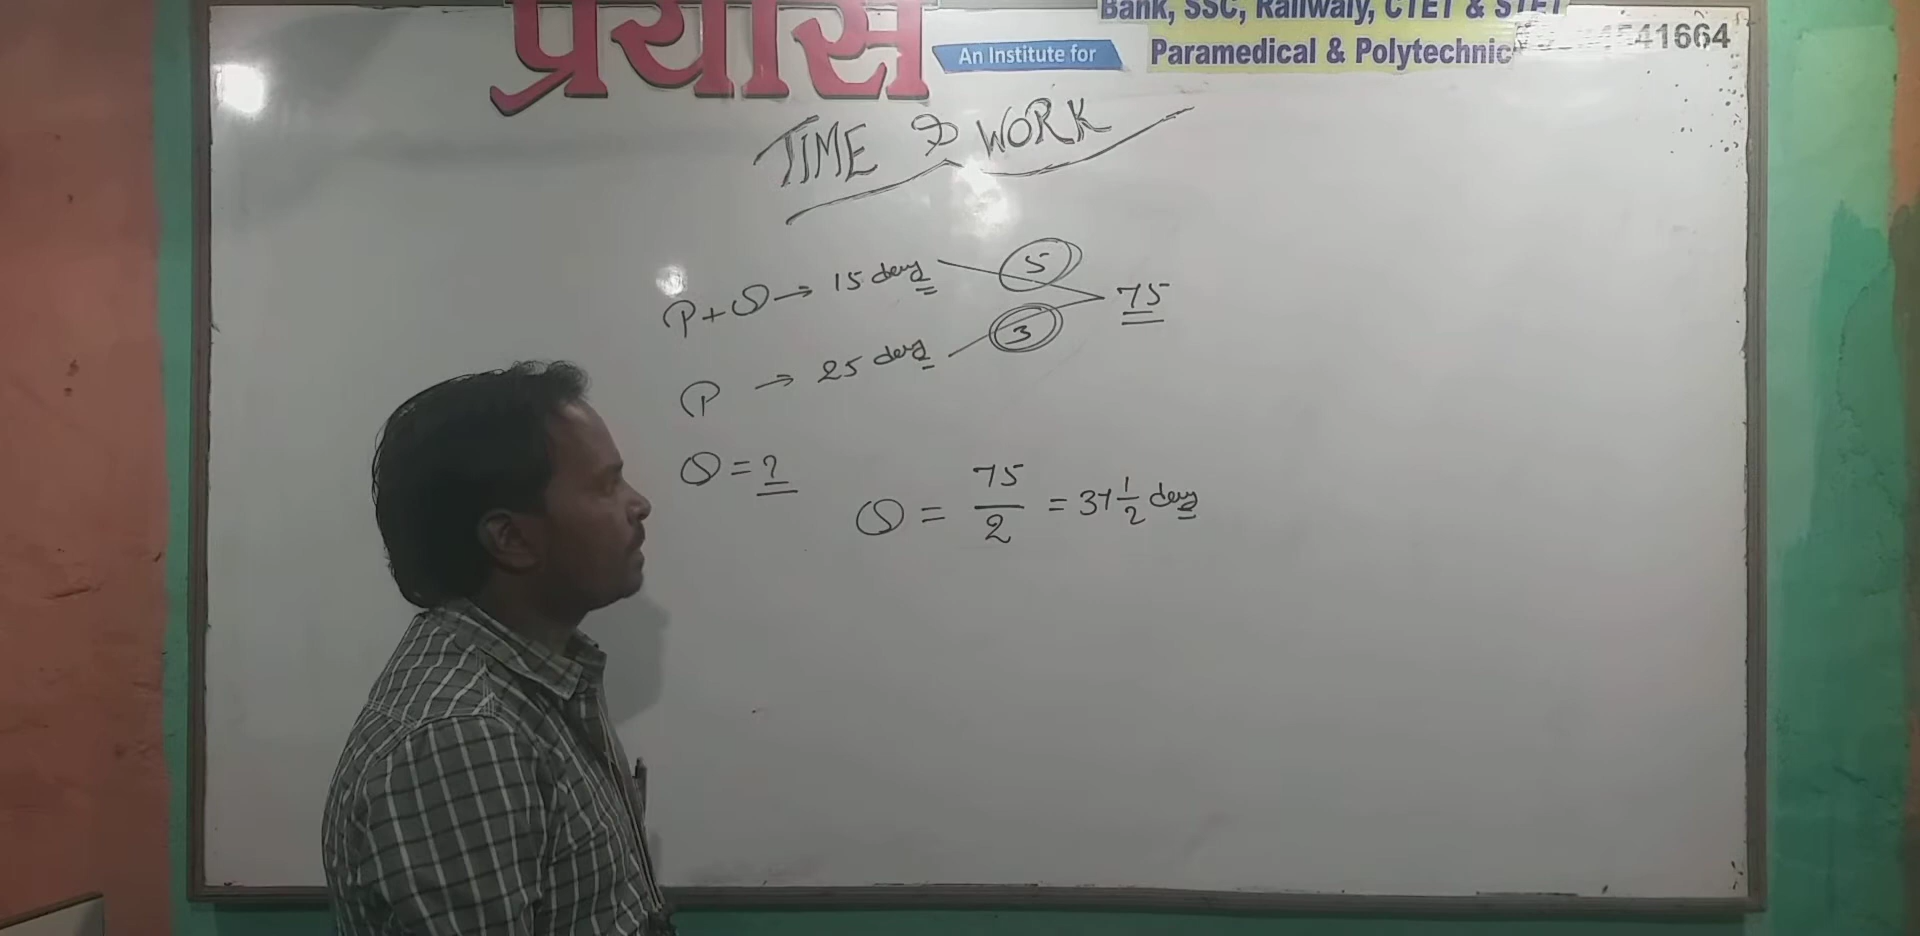 प्रयास
Bank, SSC, Railwaly, CTET & STET
An Institute for Paramedical & Polytechnic
541664
TIME & WORK
P+Q → 15 days 5
75
P → 25 days 3
Q = ?
Q = 75/2 = 37 1/2 days